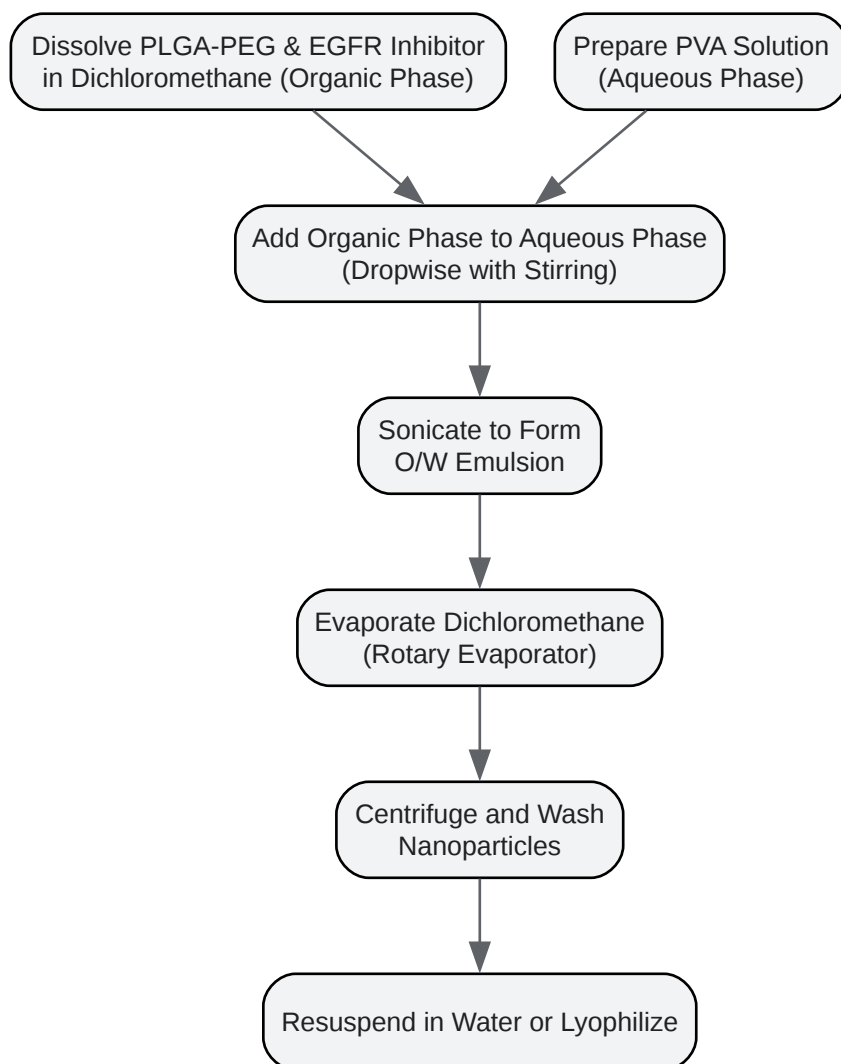 Dissolve PLGA-PEG & EGFR Inhibitor
in Dichloromethane (Organic Phase)
Prepare PVA Solution
(Aqueous Phase)
Add Organic Phase to Aqueous Phase
(Dropwise with Stirring)
Sonicate to Form
O/W Emulsion
Evaporate Dichloromethane
(Rotary Evaporator)
Centrifuge and Wash
Nanoparticles
Resuspend in Water or Lyophilize